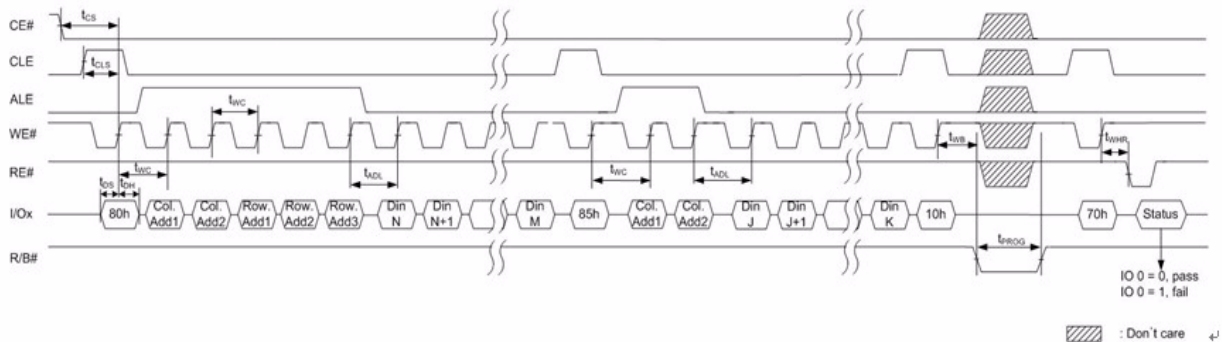 CE#
tCS
CLE
tCLS
ALE
tWC
WE#
tWC
tADL
tWC
tADL
tWB
tWHR
RE#
tDS
tDH
I/Ox
80h
Col. Add1
Col. Add2
Row. Add1
Row. Add2
Row. Add3
Din N
Din N+1
Din M
85h
Col. Add1
Col. Add2
Din J
Din J+1
Din K
10h
70h
Status
R/B#
tPROG
IO 0 = 0, pass
IO 0 = 1, fail
: Don`t care ↵